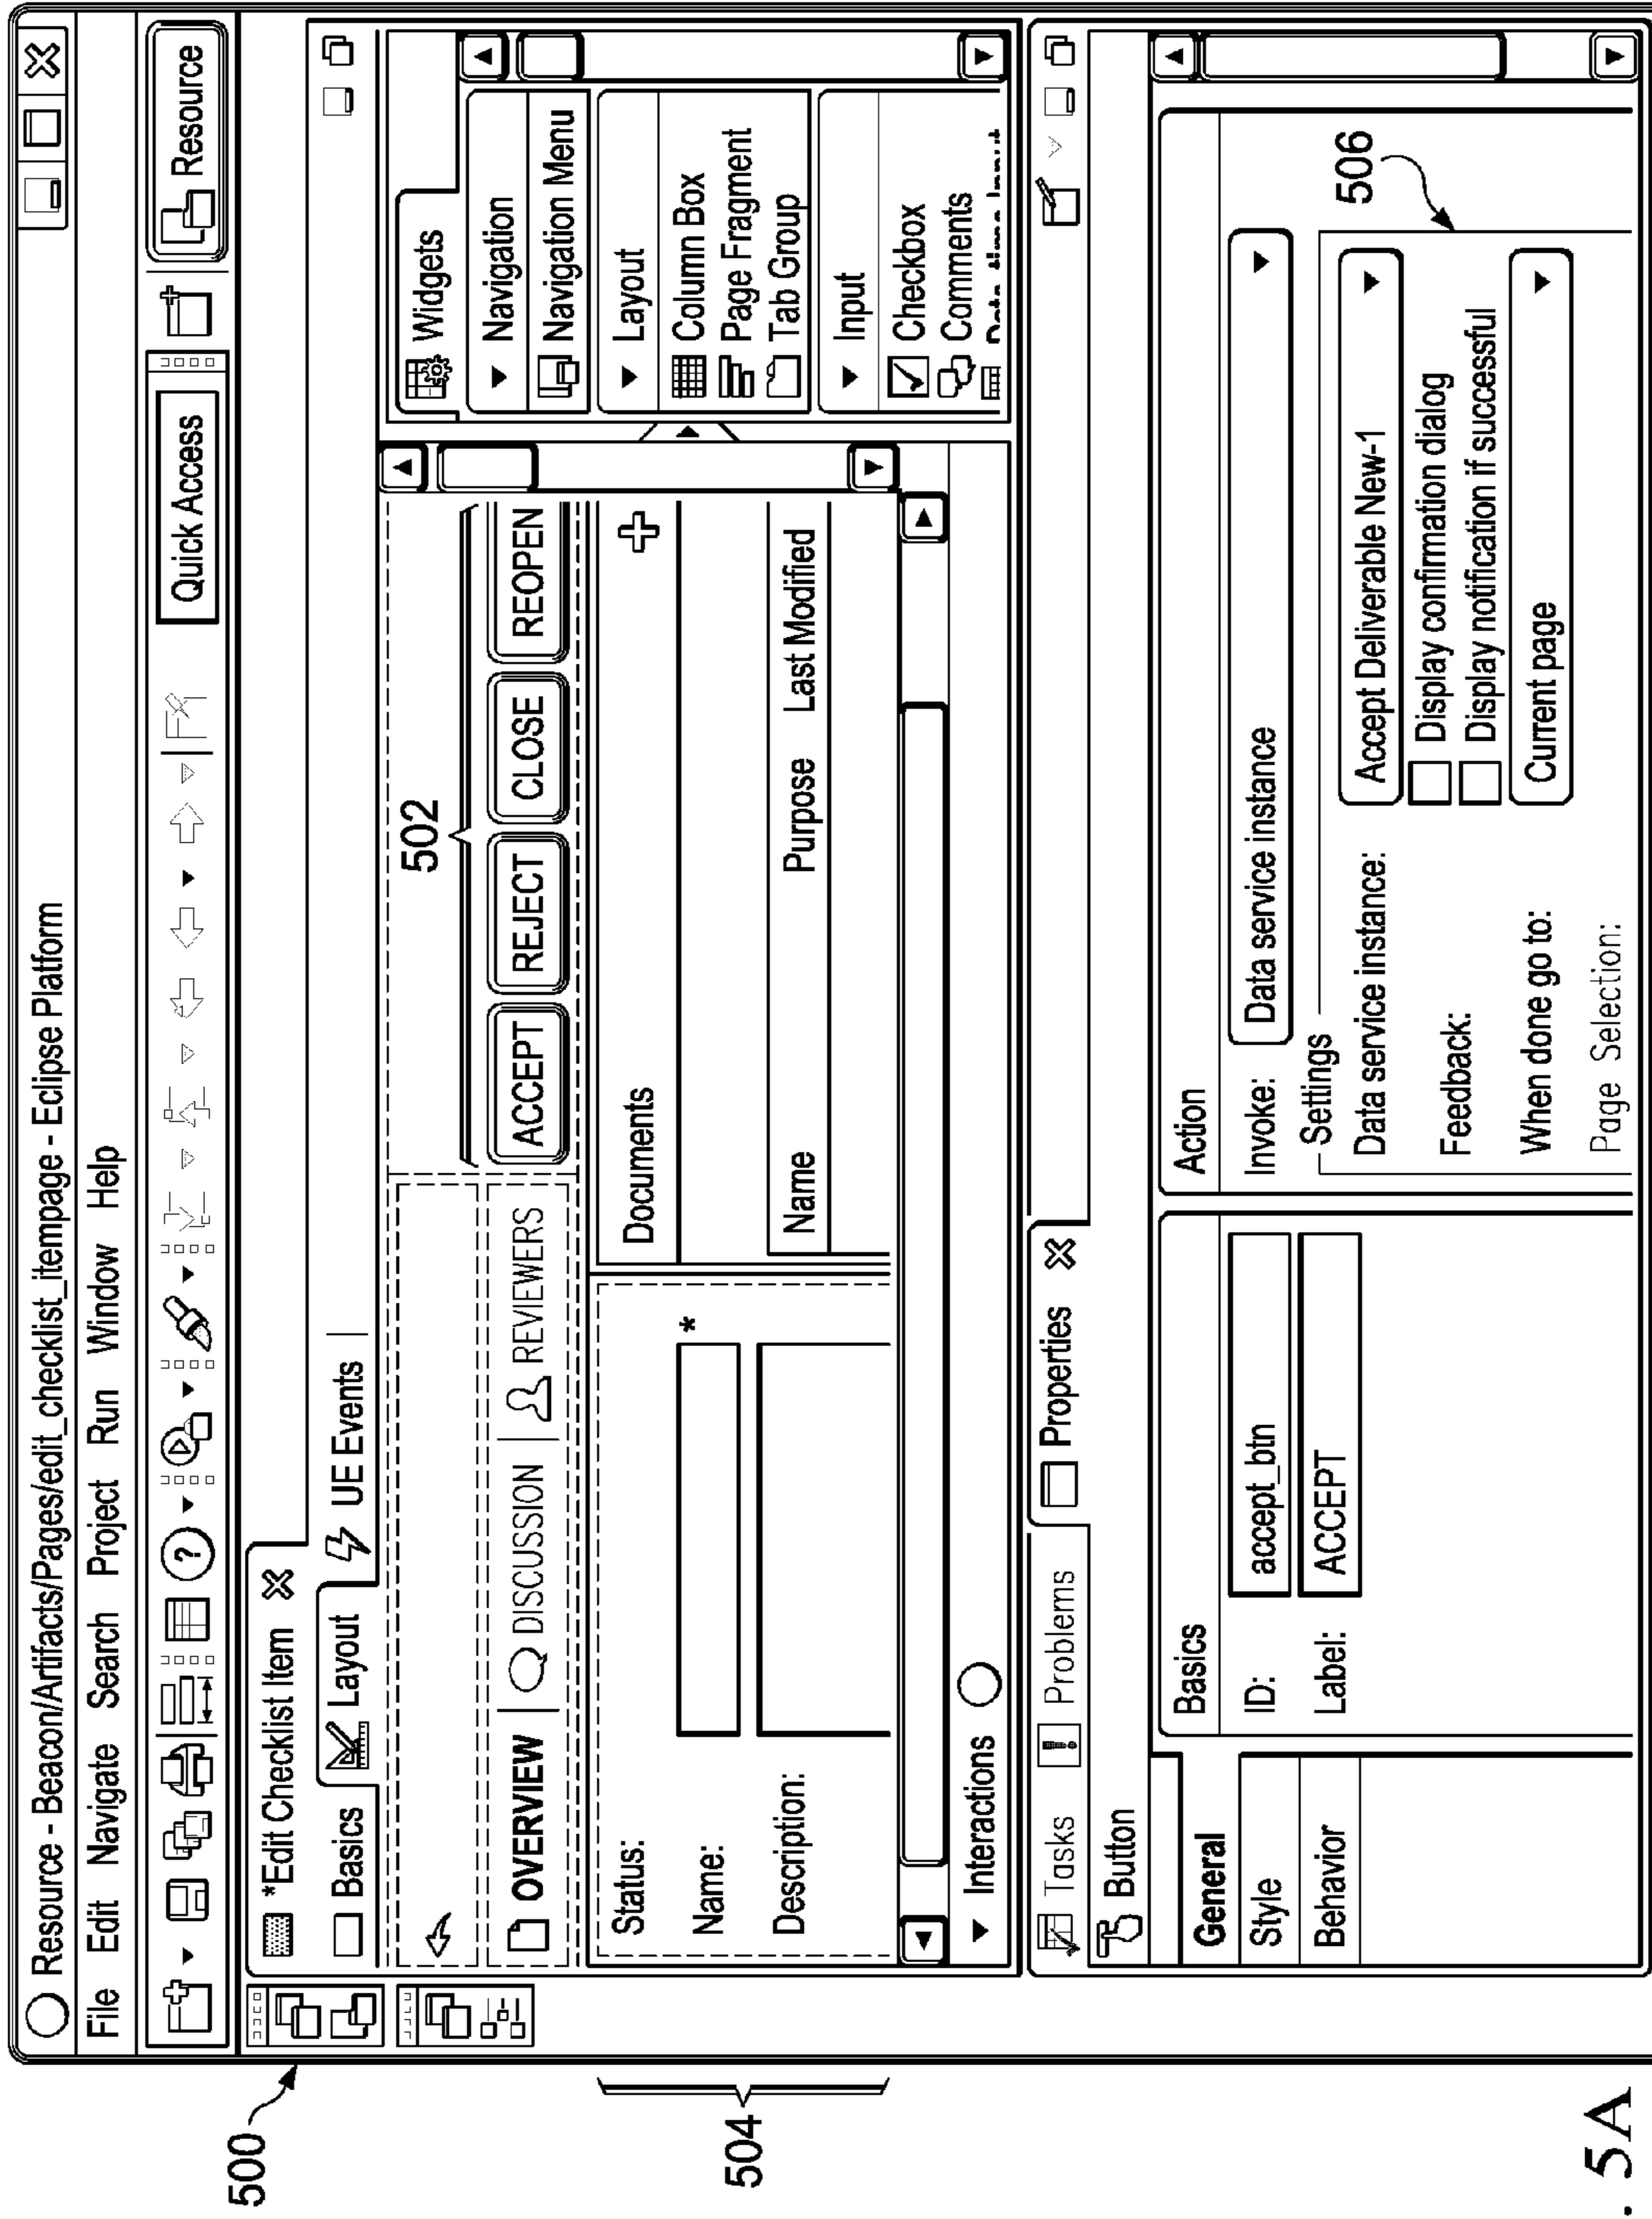 Resource - Beacon/Artifacts/Pages/edit_checklist_itempage - Eclipse Platform
File Edit Navigate Search Project Run Window Help
Quick Access
Resource
500
*Edit Checklist Item
Basics Layout UE Events
502
OVERVIEW DISCUSSION REVIEWERS
ACCEPT REJECT CLOSE REOPEN
504
Status:
Name: *
Description:
Documents
Name Purpose Last Modified
Interactions
Widgets
Navigation
Navigation Menu
Layout
Column Box
Page Fragment
Tab Group
Input
Checkbox
Comments
Tasks Problems Properties
Button
General
Style
Behavior
Basics
ID: accept_btn
Label: ACCEPT
Action
Invoke: Data service instance
Settings
506
Data service instance: Accept Deliverable New-1
Feedback: Display confirmation dialog
Display notification if successful
When done go to: Current page
Page Selection:
. 5A